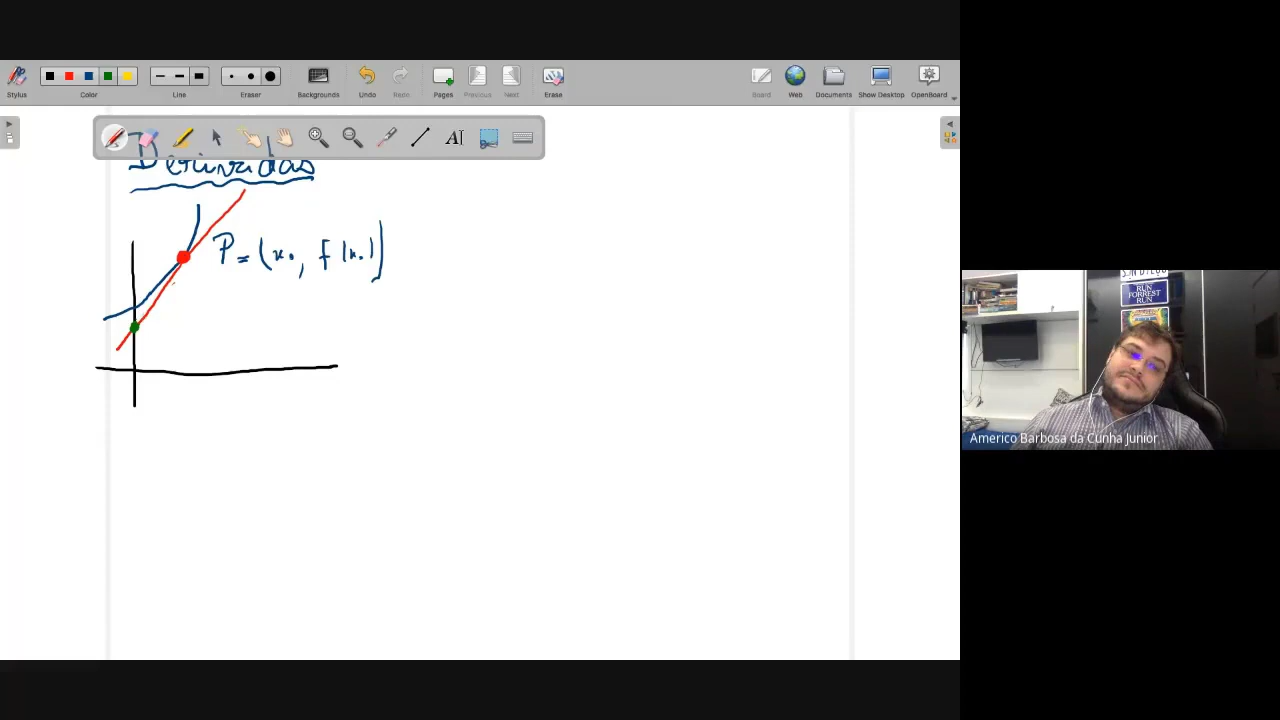 Stylus Color Line Eraser Backgrounds Undo Redo Pages Previous Next Erase Board Web Documents Show Desktop OpenBoard
Derivadas
P = (x₀, f(x₀))
RUN
FORREST
RUN
Americo Barbosa da Cunha Junior